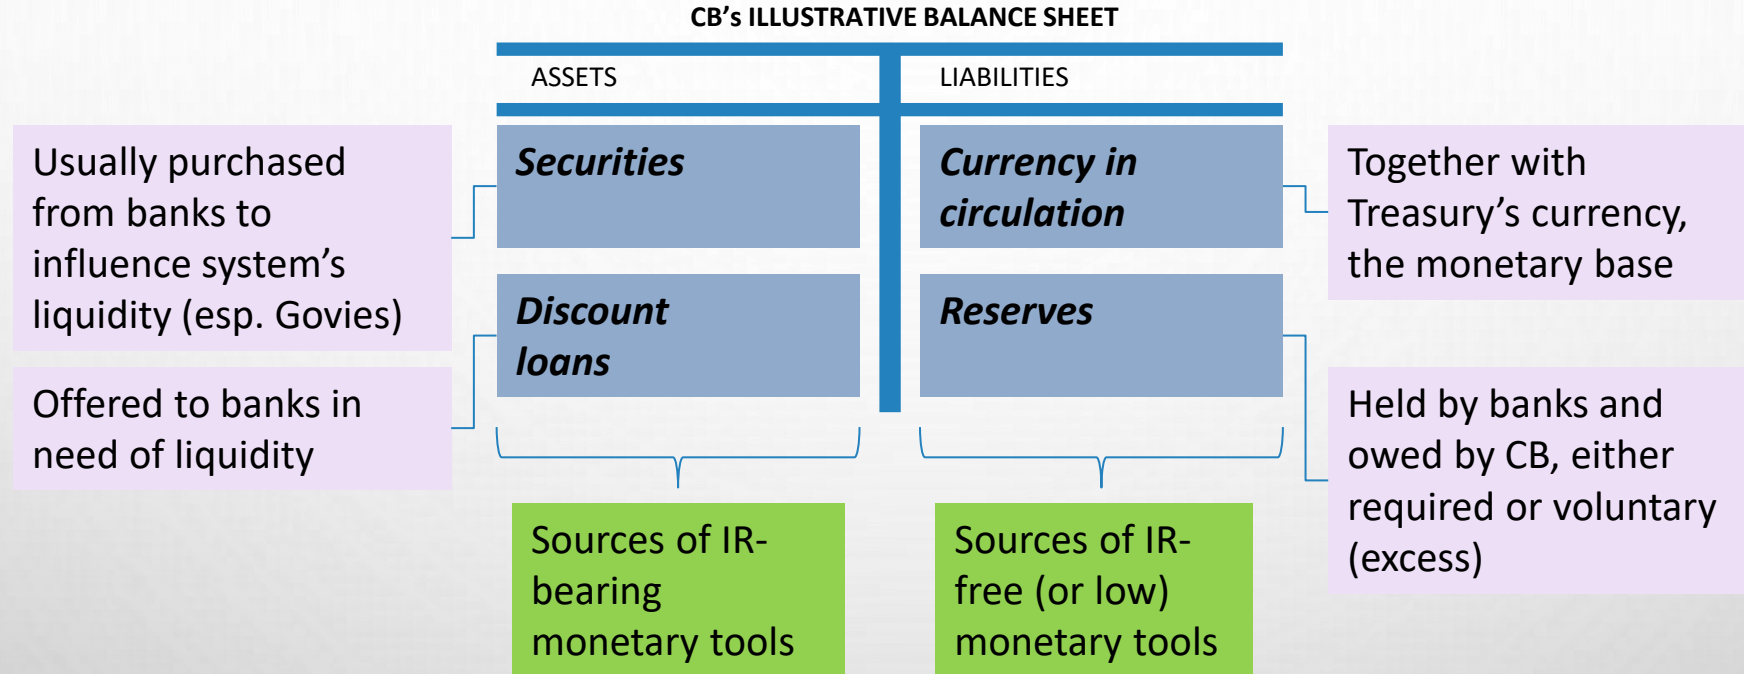 CB's ILLUSTRATIVE BALANCE SHEET
ASSETS
LIABILITIES
Usually purchased
from banks to
influence system's
liquidity (esp. Govies)
Securities
Currency in
circulation
Together with
Treasury's currency,
the monetary base
Offered to banks in
need of liquidity
Discount
loans
Reserves
Held by banks and
owed by CB, either
required or voluntary
(excess)
Sources of IR-
bearing
monetary tools
Sources of IR-
free (or low)
monetary tools